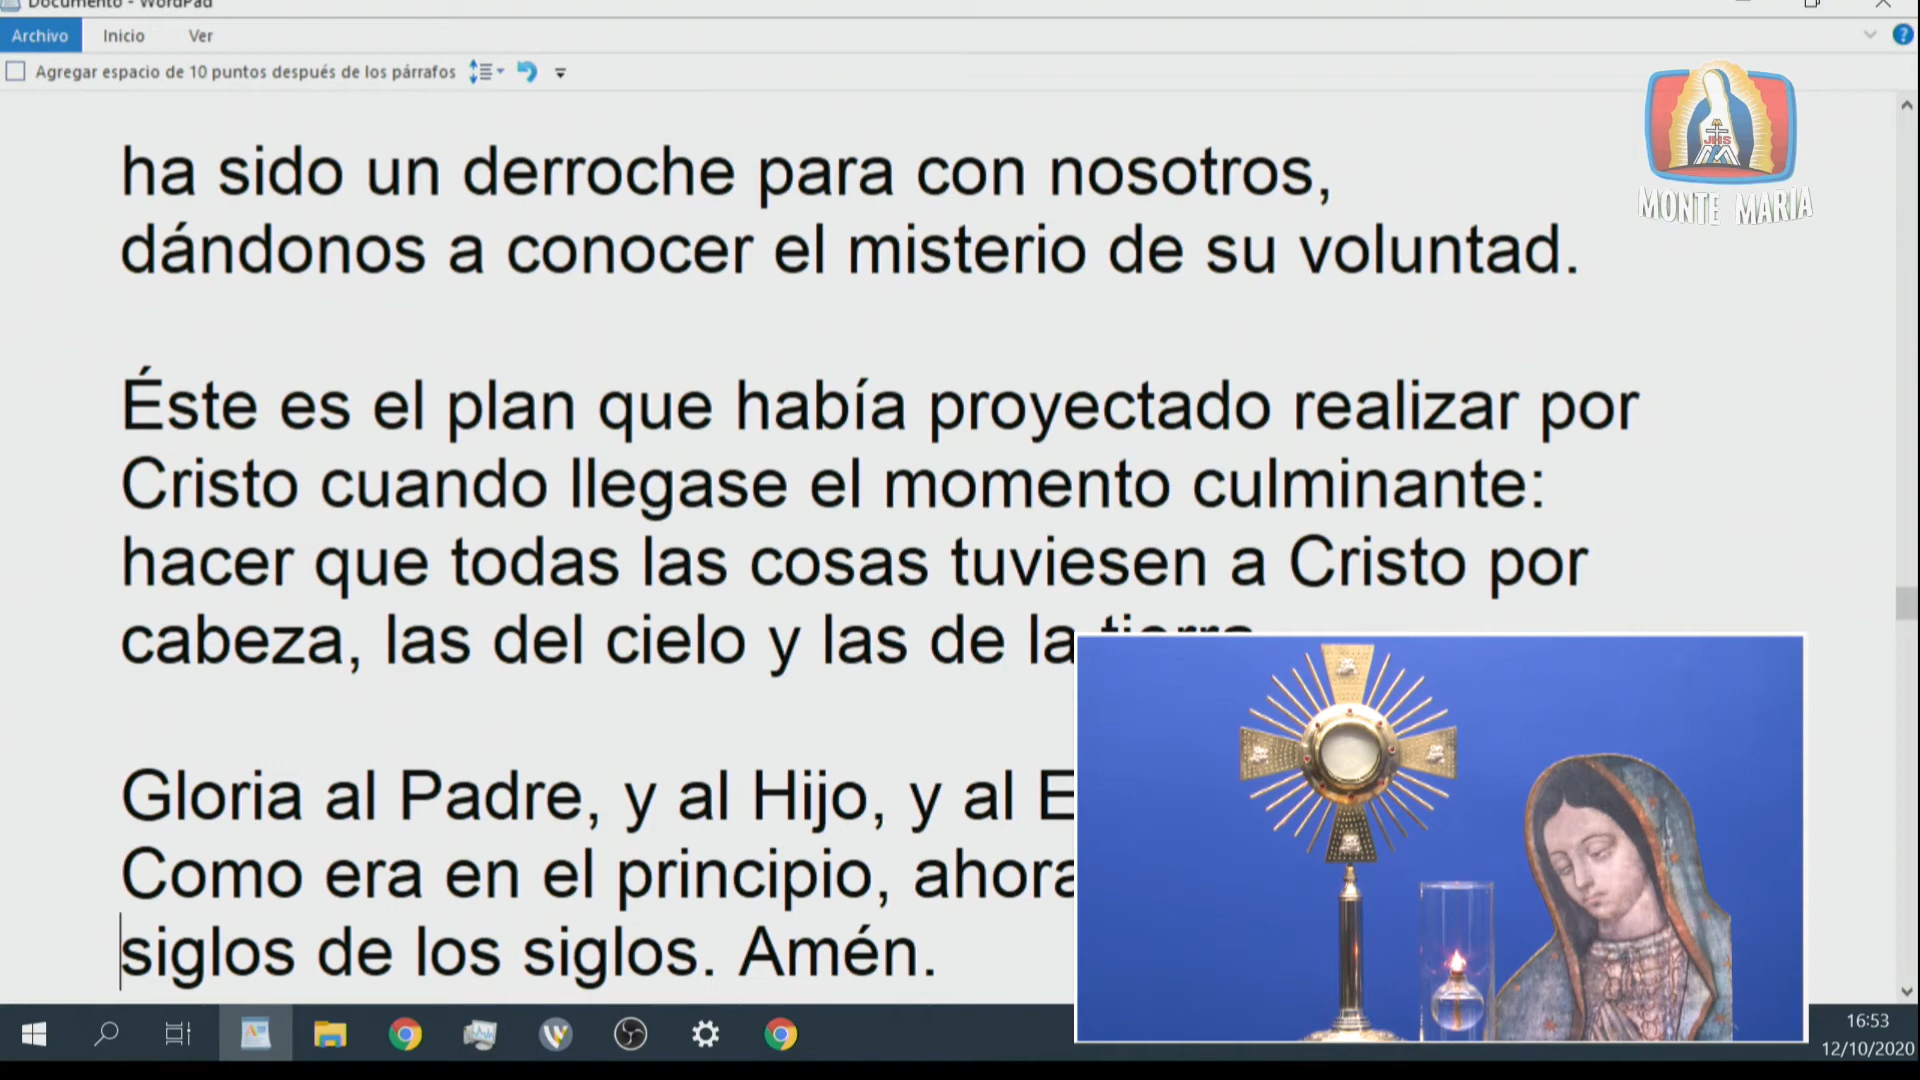 Documento - WordPad
Archivo Inicio Ver
Agregar espacio de 10 puntos después de los párrafos
JHS
MONTE MARIA
ha sido un derroche para con nosotros,
dándonos a conocer el misterio de su voluntad.
Éste es el plan que había proyectado realizar por
Cristo cuando llegase el momento culminante:
hacer que todas las cosas tuviesen a Cristo por
cabeza, las del cielo y las de la tierra
Gloria al Padre, y al Hijo, y al E
Como era en el principio, ahora
siglos de los siglos. Amén.
16:53
12/10/2020